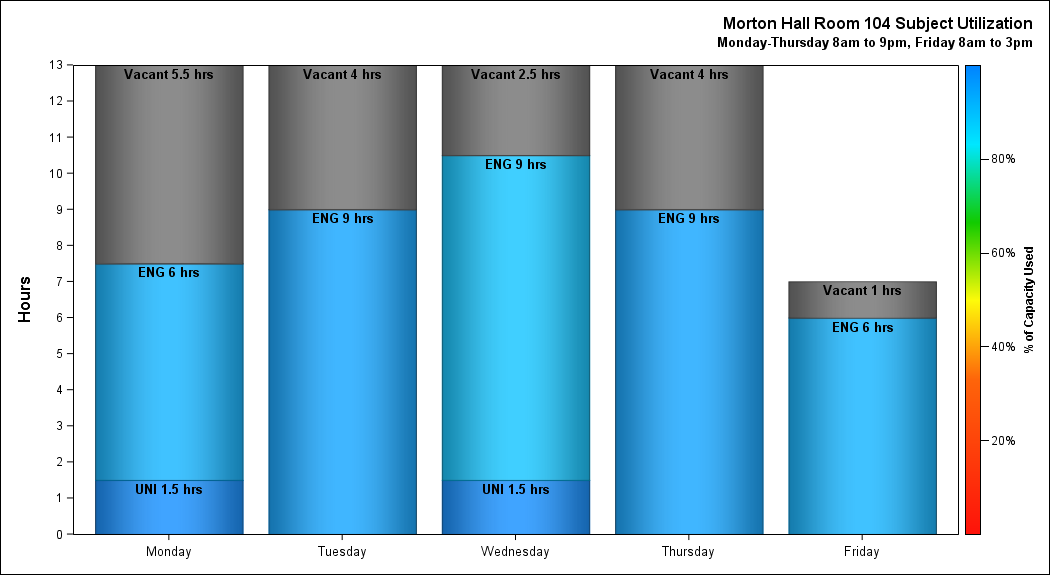 Morton Hall Room 104 Subject Utilization
Monday-Thursday 8am to 9pm, Friday 8am to 3pm
Hours
13
12
11
10
9
8
7
6
5
4
3
2
1
0
Vacant 5.5 hrs
ENG 6 hrs
UNI 1.5 hrs
Vacant 4 hrs
ENG 9 hrs
Vacant 2.5 hrs
ENG 9 hrs
UNI 1.5 hrs
Vacant 4 hrs
ENG 9 hrs
Vacant 1 hrs
ENG 6 hrs
Monday
Tuesday
Wednesday
Thursday
Friday
80%
60%
40%
20%
% of Capacity Used